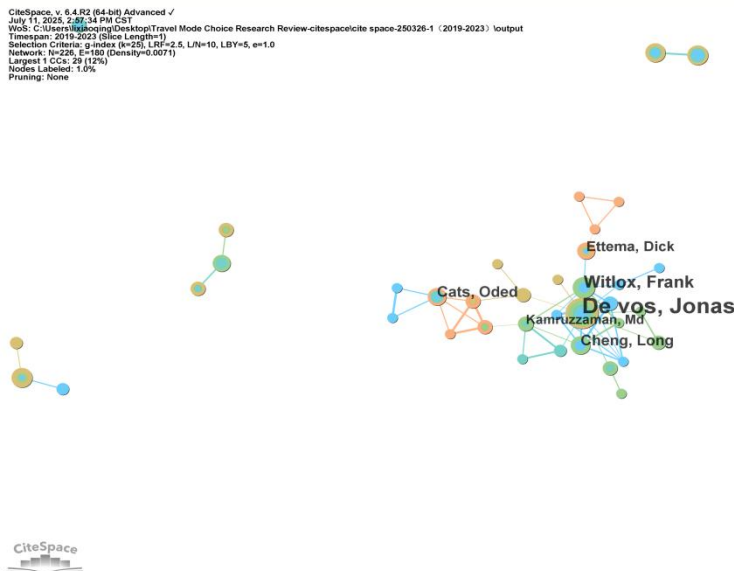 CiteSpace, v. 6.4.R2 (64-bit) Advanced ✓
July 11, 2025, 2:57:34 PM CST
WoS: C:\Users\lixiaoqing\Desktop\Travel Mode Choice Research Review-citespace\cite space-250326-1（2019-2023）\output
Timespan: 2019-2023 (Slice Length=1)
Selection Criteria: g-index (k=25), LRF=2.5, L/N=10, LBY=5, e=1.0
Network: N=226, E=180 (Density=0.0071)
Largest 1 CCs: 29 (12%)
Nodes Labeled: 1.0%
Pruning: None
Ettema, Dick
Witlox, Frank
Cats, Oded
De vos, Jonas
Kamruzzaman, Md
Cheng, Long
CiteSpace